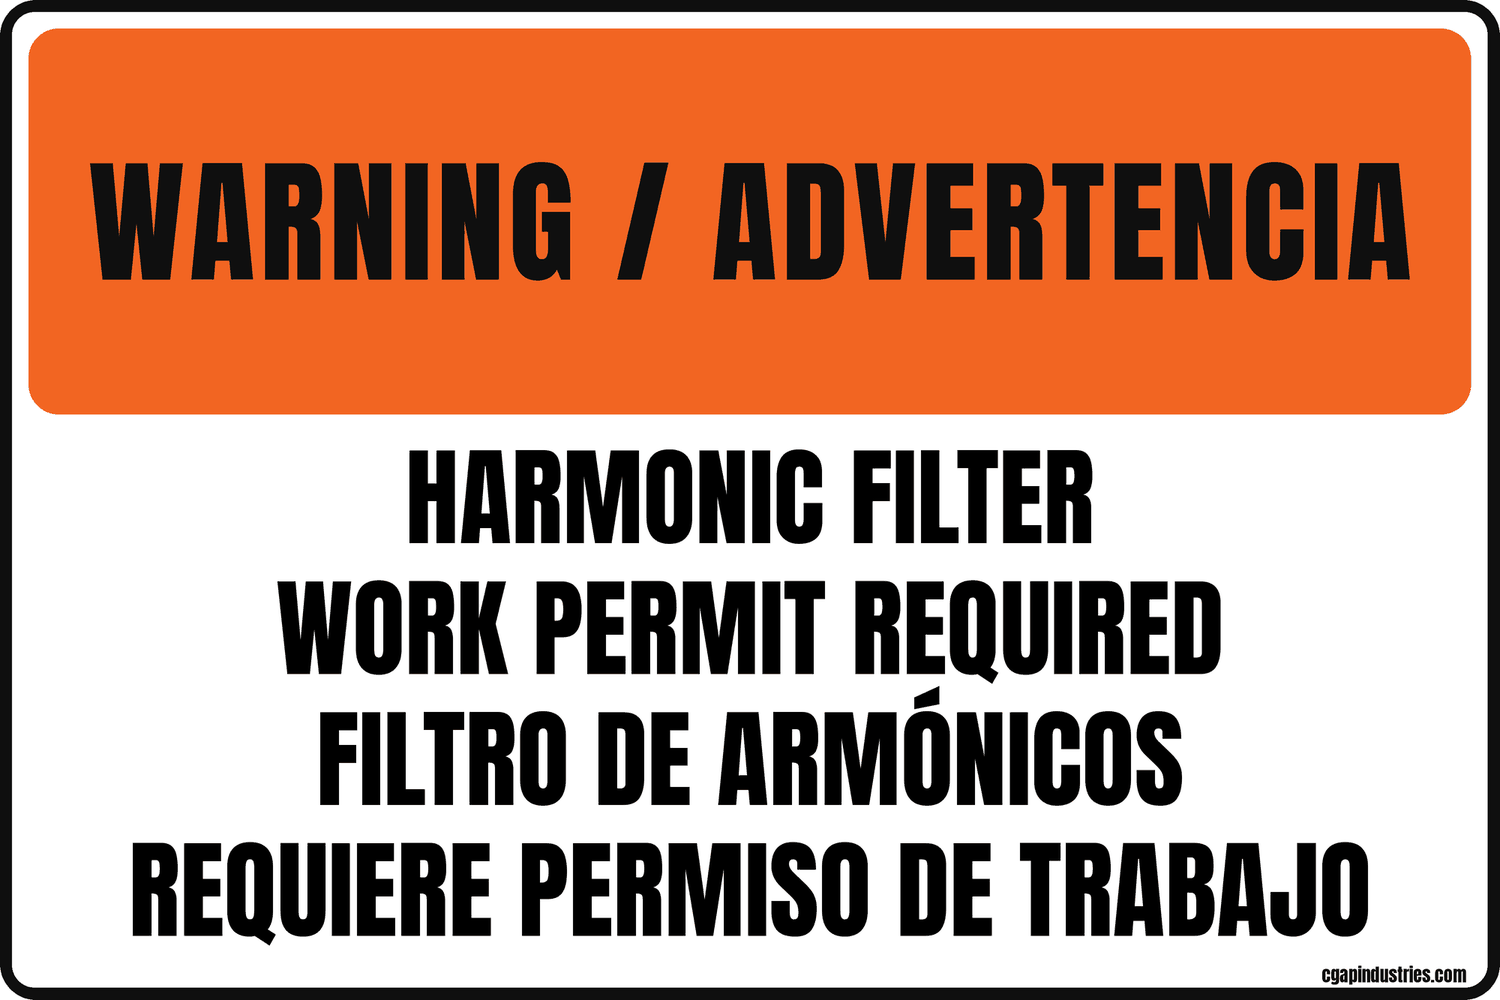 WARNING / ADVERTENCIA
HARMONIC FILTER
WORK PERMIT REQUIRED
FILTRO DE ARMÓNICOS
REQUIERE PERMISO DE TRABAJO
cgapindustries.com